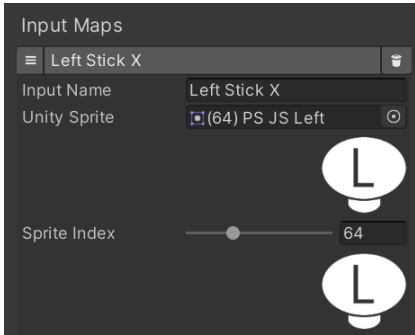 Input Maps
Left Stick X
Input Name Left Stick X
Unity Sprite (64) PS JS Left
L
Sprite Index 64
L